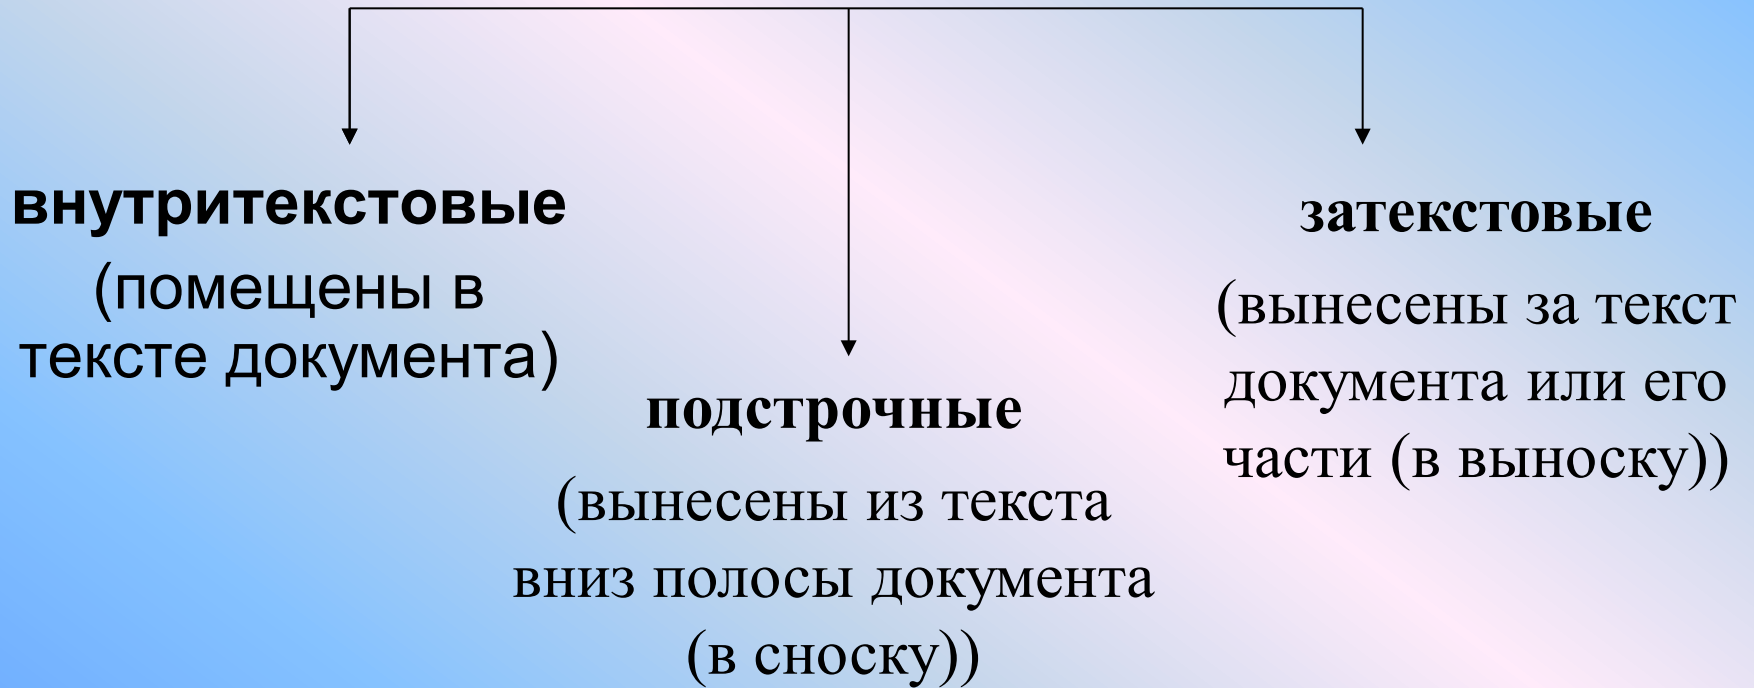 внутритекстовые
(помещены в
тексте документа)
подстрочные
(вынесены из текста
вниз полосы документа
(в сноску))
затекстовые
(вынесены за текст
документа или его
части (в выноску))